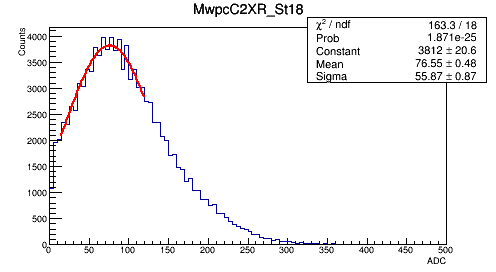 MwpcC2XR_St18
χ² / ndf 163.3 / 18
Prob 1.871e-25
Constant 3812 ± 20.6
Mean 76.55 ± 0.48
Sigma 55.87 ± 0.87
Counts
4000
3500
3000
2500
2000
1500
1000
500
0
0 50 100 150 200 250 300 350 400 450 500
ADC